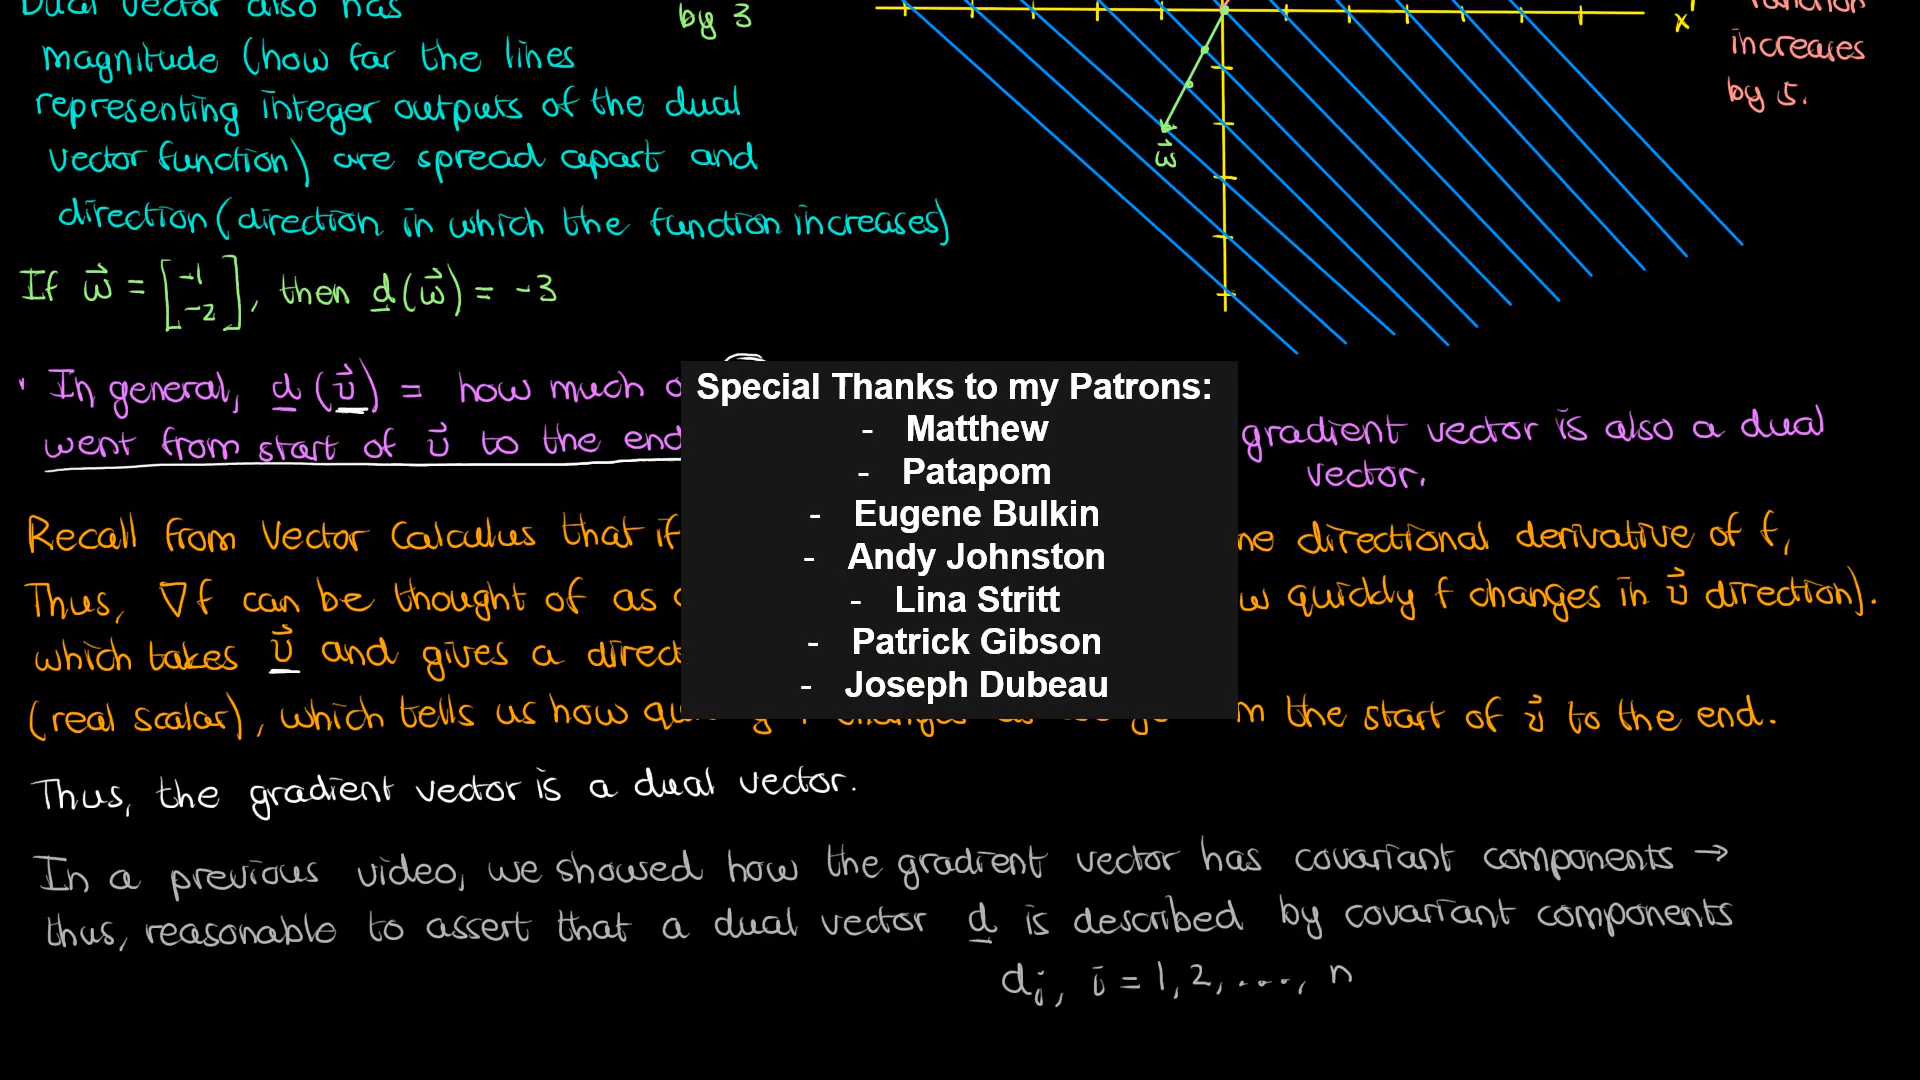 Dual vector also has
magnitude (how far the lines
representing integer outputs of the dual
vector function) are spread apart and
direction (direction in which the function increases)
by 3
x'
function
increases
by 5.
w⃗
If w⃗ = [-1 -2], then d(w⃗) = -3
· In general, d(v⃗) = how much
went from start of v⃗ to the end
gradient vector is also a dual
vector.
Special Thanks to my Patrons:
- Matthew
- Patapom
- Eugene Bulkin
- Andy Johnston
- Lina Stritt
- Patrick Gibson
- Joseph Dubeau
Recall from Vector Calculus that if directional derivative of f,
Thus, ∇f can be thought of as quickly f changes in v⃗ direction).
which takes v⃗ and gives a
(real scalar), which tells us how the start of v⃗ to the end.
Thus, the gradient vector is a dual vector.
In a previous video, we showed how the gradient vector has covariant components →
thus, reasonable to assert that a dual vector d is described by covariant components
dᵢ, i = 1, 2, ...., n